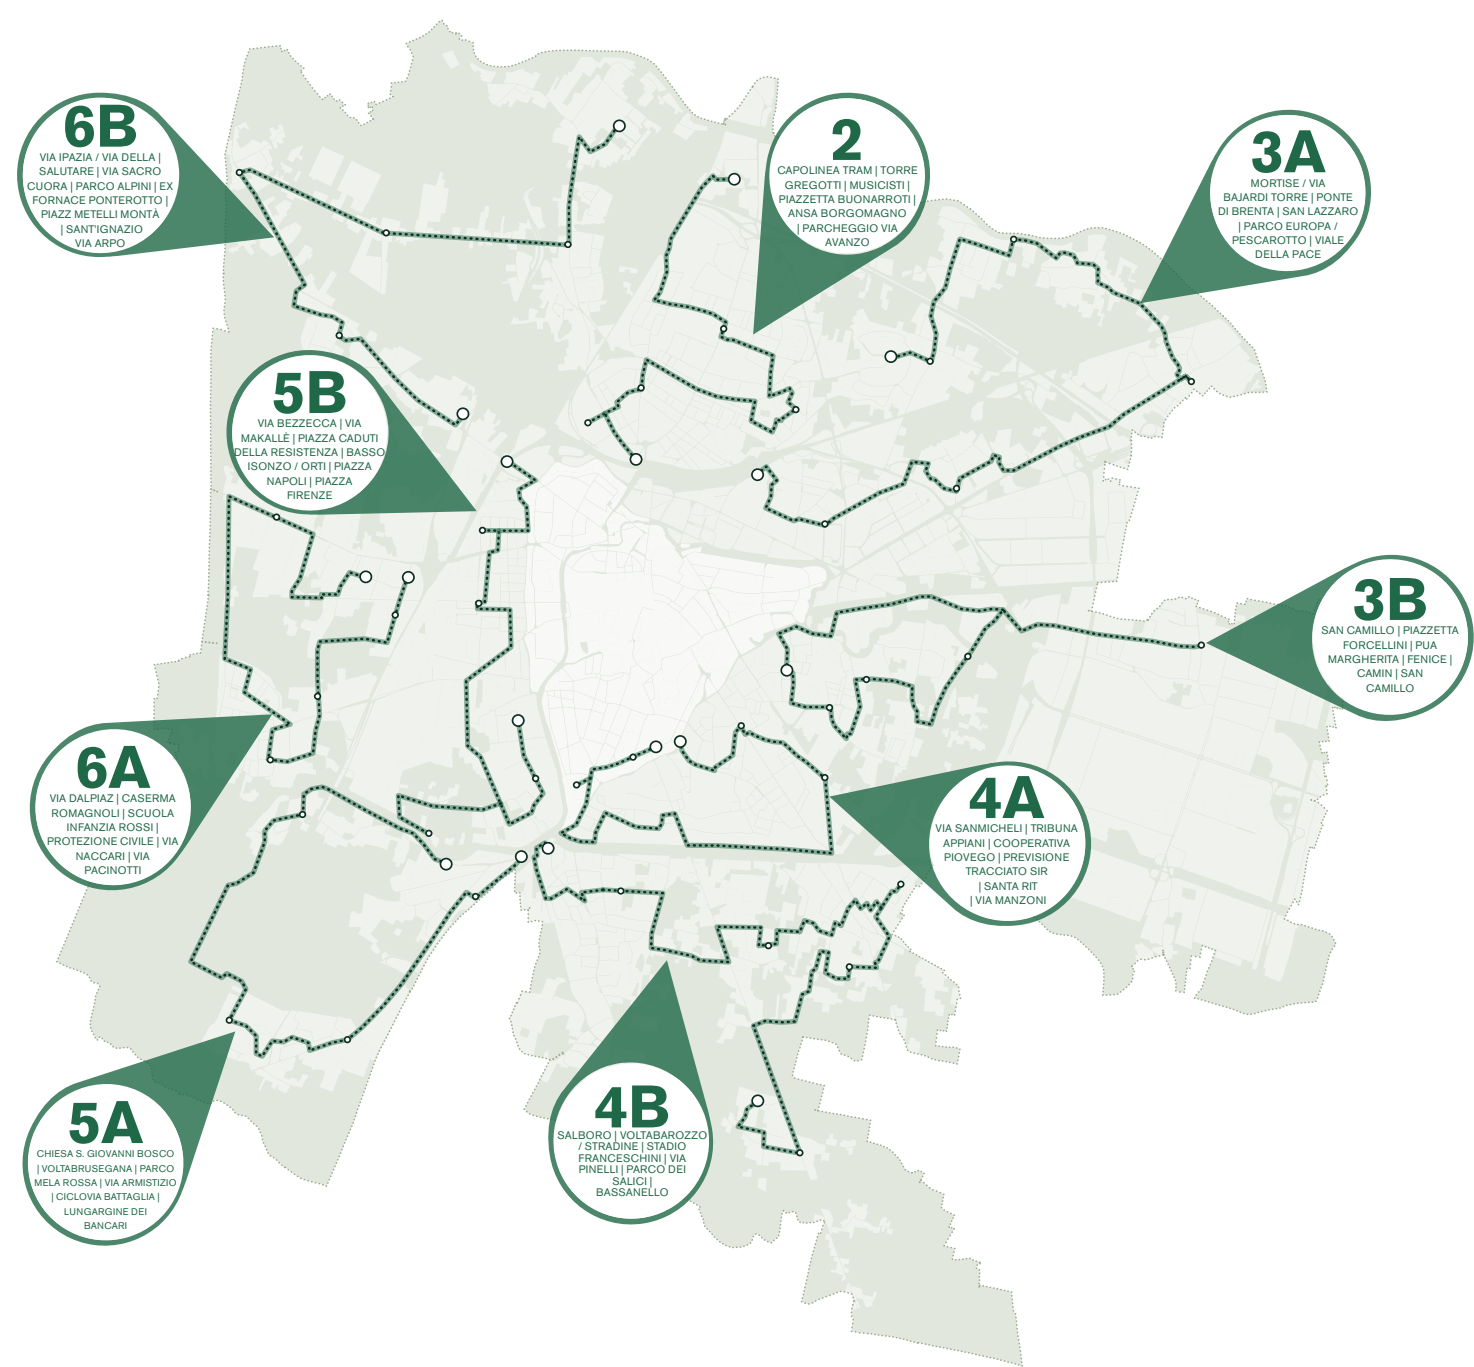 6B
VIA IPAZIA / VIA DELLA |
SALUTARE | VIA SACRO
CUORA | PARCO ALPINI | EX
FORNACE PONTEROTTO |
PIAZZ METELLI MONTÀ
| SANT'IGNAZIO
VIA ARPO
2
CAPOLINEA TRAM | TORRE
GREGOTTI | MUSICISTI |
PIAZZETTA BUONARROTI |
ANSA BORGOMAGNO
| PARCHEGGIO VIA
AVANZO
3A
MORTISE / VIA
BAJARDI TORRE | PONTE
DI BRENTA | SAN LAZZARO
| PARCO EUROPA /
PESCAROTTO | VIALE
DELLA PACE
5B
VIA BEZZECCA | VIA
MAKALLÈ | PIAZZA CADUTI
DELLA RESISTENZA | BASSO
ISONZO / ORTI | PIAZZA
NAPOLI | PIAZZA
FIRENZE
3B
SAN CAMILLO | PIAZZETTA
FORCELLINI | PUA
MARGHERITA | FENICE |
CAMIN | SAN
CAMILLO
6A
VIA DALPIAZ | CASERMA
ROMAGNOLI | SCUOLA
INFANZIA ROSSI |
PROTEZIONE CIVILE | VIA
NACCARI | VIA
PACINOTTI
4A
VIA SANMICHELI | TRIBUNA
APPIANI | COOPERATIVA
PIOVEGO | PREVISIONE
TRACCIATO SIR
| SANTA RIT
| VIA MANZONI
5A
CHIESA S. GIOVANNI BOSCO
| VOLTABRUSEGANA | PARCO
MELA ROSSA | VIA ARMISTIZIO
| CICLOVIA BATTAGLIA |
LUNGARGINE DEI
BANCARI
4B
SALBORO | VOLTABAROZZO
/ STRADINE | STADIO
FRANCESCHINI | VIA
PINELLI | PARCO DEI
SALICI |
BASSANELLO